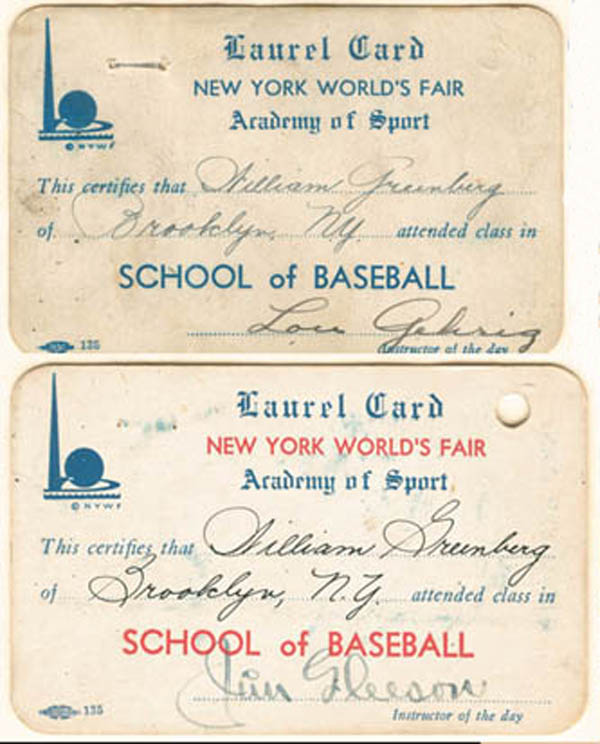 Laurel Card
NEW YORK WORLD'S FAIR
Academy of Sport
© NYWF
This certifies that William Greenberg
of Brooklyn, NY. attended class in
SCHOOL of BASEBALL
Lou Gehrig
Instructor of the day
135
Laurel Card
NEW YORK WORLD'S FAIR
Academy of Sport
© NYWF
This certifies that William Greenberg
of Brooklyn, N.Y. attended class in
SCHOOL of BASEBALL
Jim Gleeson
Instructor of the day
135